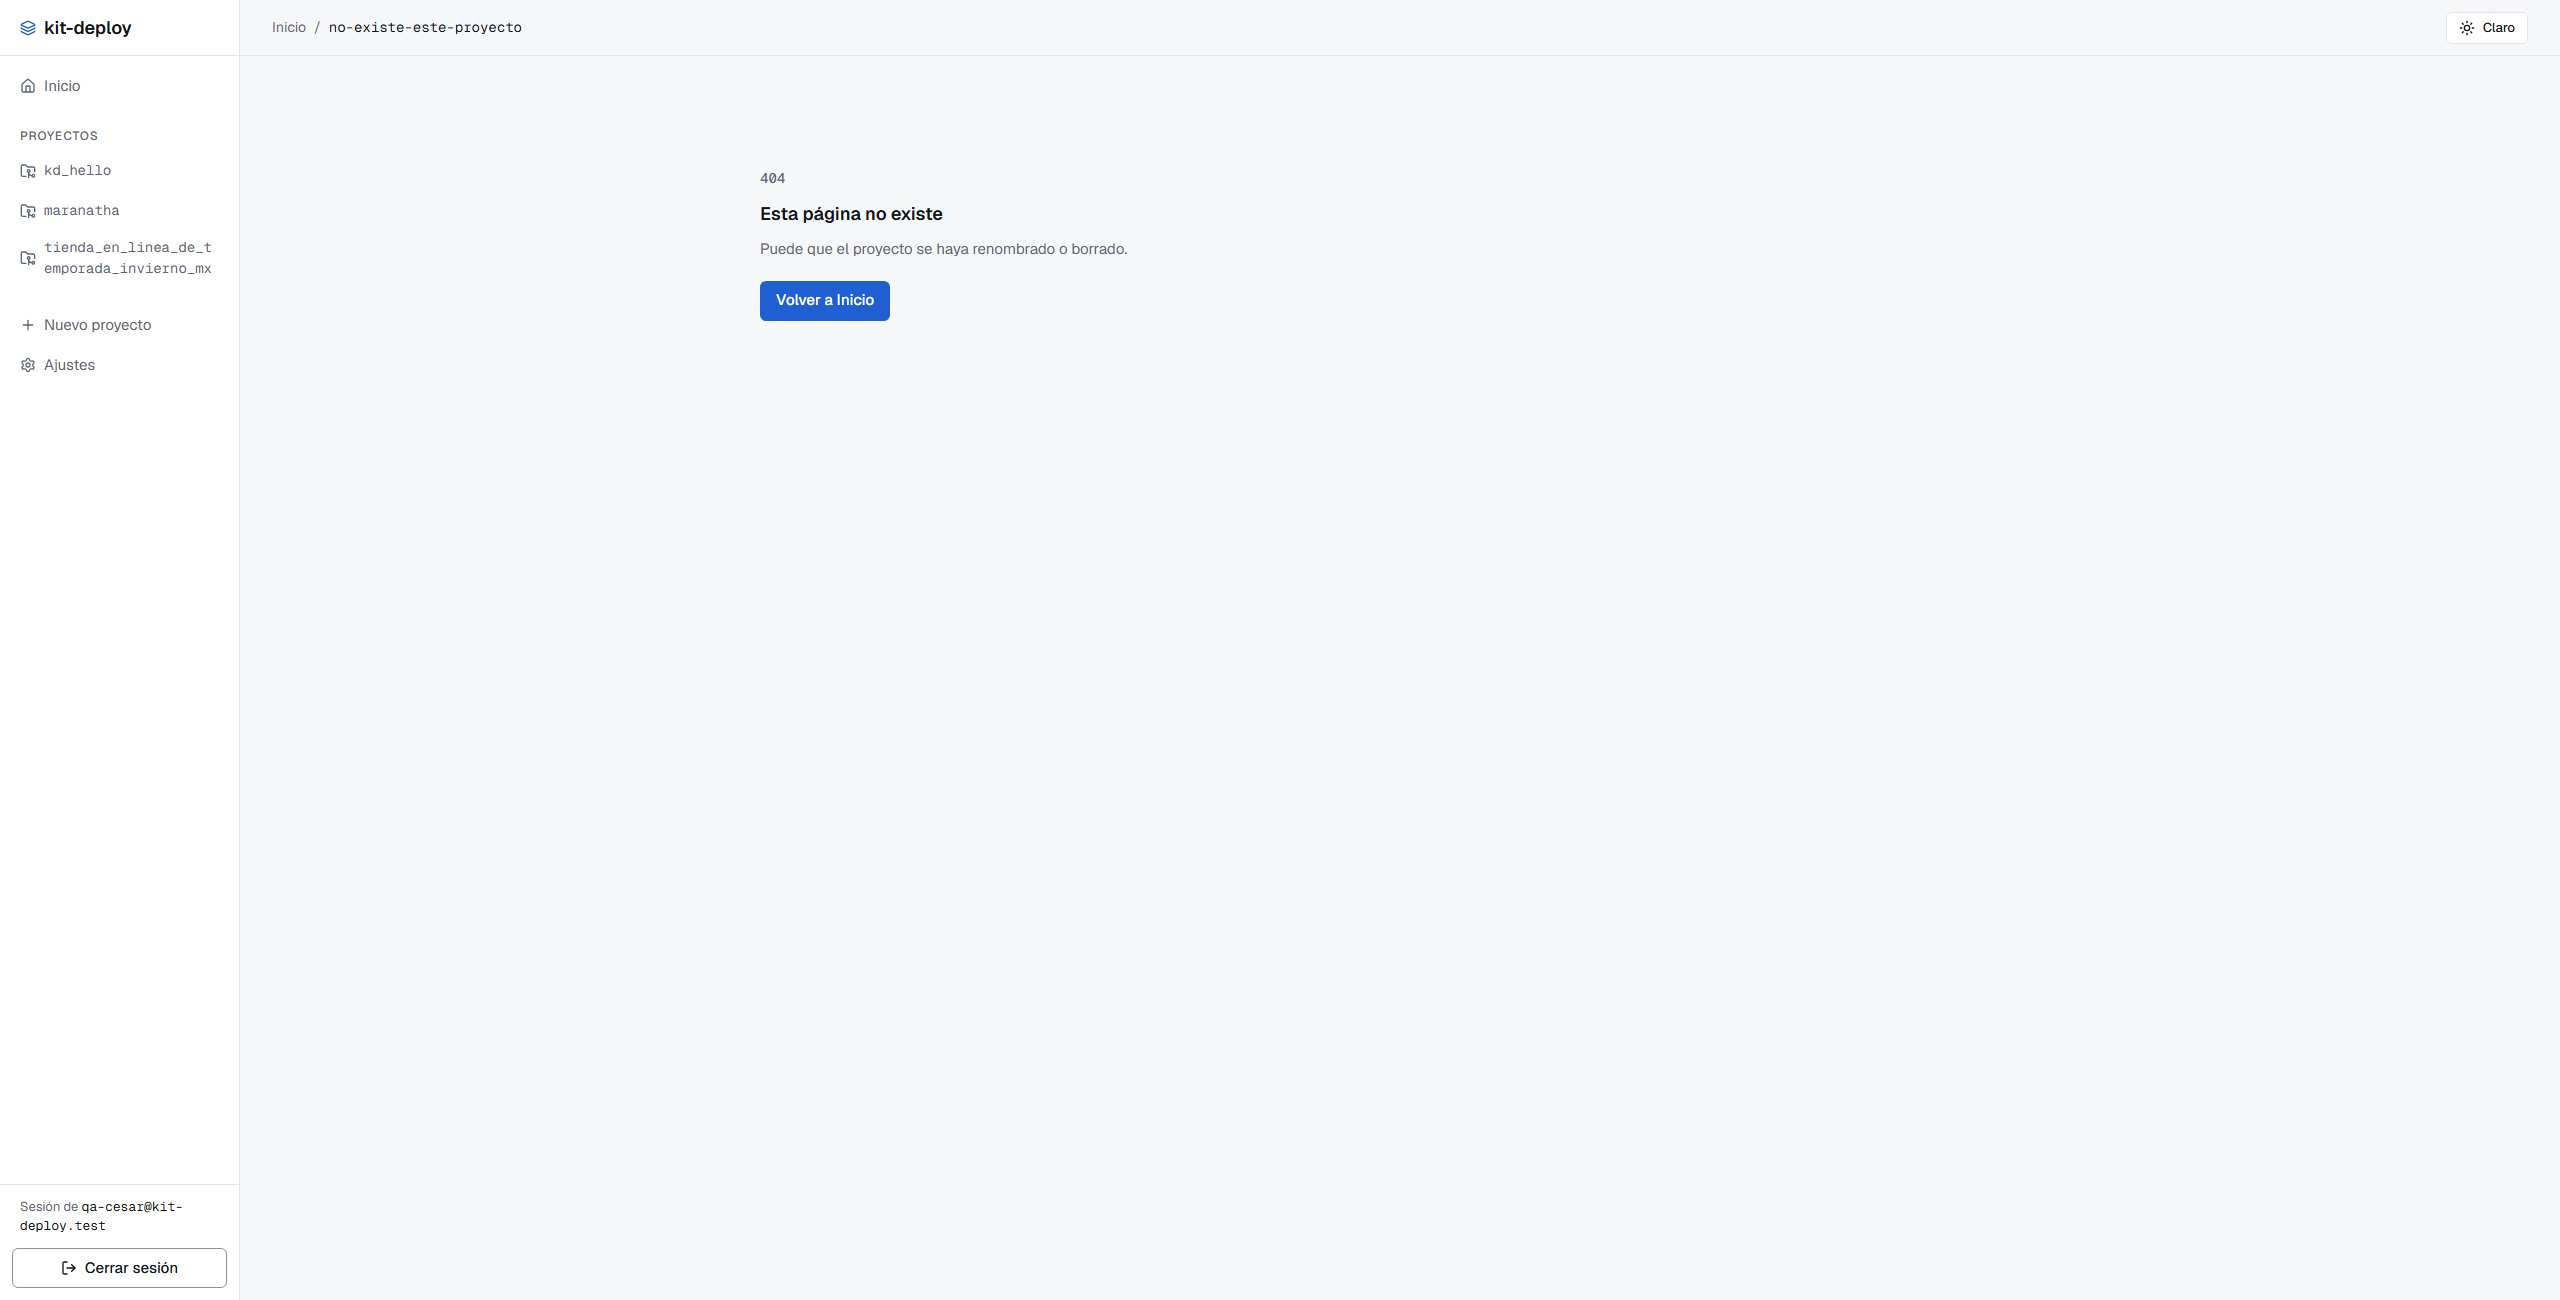 kit-deploy
Inicio / no-existe-este-proyecto
Claro
Inicio
PROYECTOS
kd_hello
maranatha
tienda_en_linea_de_t
emporada_invierno_mx
Nuevo proyecto
Ajustes
404
Esta página no existe
Puede que el proyecto se haya renombrado o borrado.
Volver a Inicio
Sesión de qa-cesar@kit-
deploy.test
Cerrar sesión